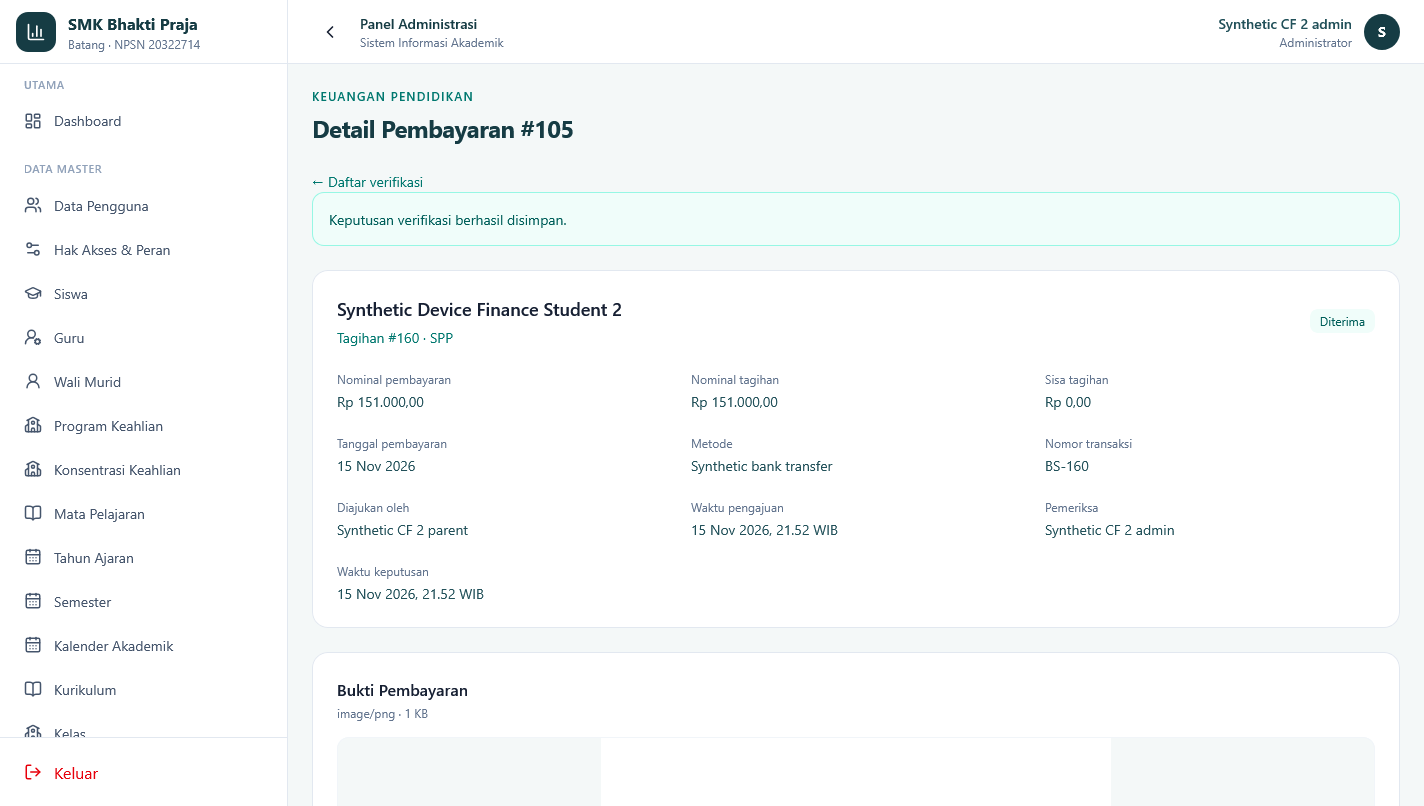 SMK Bhakti Praja
Batang · NPSN 20322714
UTAMA
Dashboard
DATA MASTER
Data Pengguna
Hak Akses & Peran
Siswa
Guru
Wali Murid
Program Keahlian
Konsentrasi Keahlian
Mata Pelajaran
Tahun Ajaran
Semester
Kalender Akademik
Kurikulum
Kelas
Keluar
Panel Administrasi
Sistem Informasi Akademik
Synthetic CF 2 admin
Administrator
S
KEUANGAN PENDIDIKAN
Detail Pembayaran #105
← Daftar verifikasi
Keputusan verifikasi berhasil disimpan.
Synthetic Device Finance Student 2
Tagihan #160 · SPP
Diterima
Nominal pembayaran
Rp 151.000,00
Nominal tagihan
Rp 151.000,00
Sisa tagihan
Rp 0,00
Tanggal pembayaran
15 Nov 2026
Metode
Synthetic bank transfer
Nomor transaksi
BS-160
Diajukan oleh
Synthetic CF 2 parent
Waktu pengajuan
15 Nov 2026, 21.52 WIB
Pemeriksa
Synthetic CF 2 admin
Waktu keputusan
15 Nov 2026, 21.52 WIB
Bukti Pembayaran
image/png · 1 KB